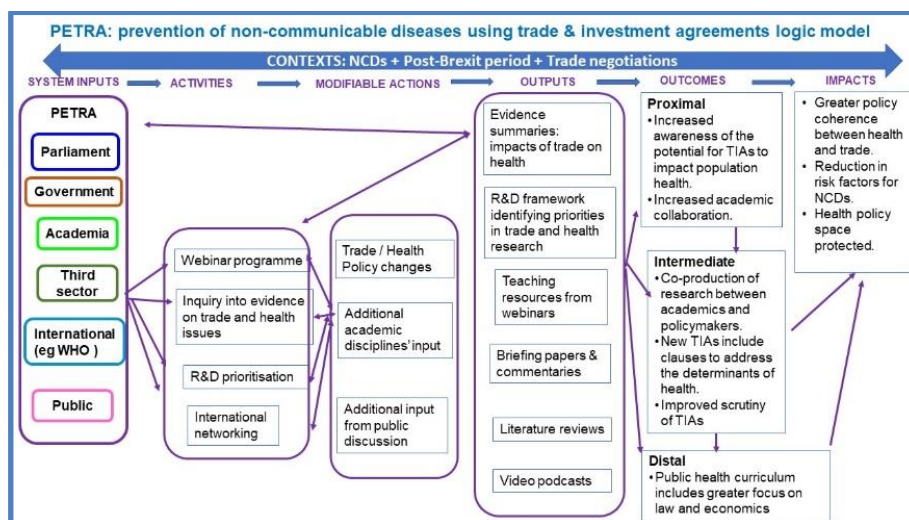 PETRA: prevention of non-communicable diseases using trade & investment agreements logic model
CONTEXTS: NCDs + Post-Brexit period + Trade negotiations
SYSTEM INPUTS
ACTIVITIES
MODIFIABLE ACTIONS
OUTPUTS
OUTCOMES
IMPACTS
PETRA
Parliament
Government
Academia
Third
sector
International
(eg WHO )
Public
Webinar programme
Inquiry into evidence
on trade and health
issues
R&D prioritisation
International
networking
Trade / Health
Policy changes
Additional
academic
disciplines' input
Additional input
from public
discussion
Evidence
summaries:
impacts of trade on
health
R&D framework
identifying priorities
in trade and health
research
Teaching
resources from
webinars
Briefing papers &
commentaries
Literature reviews
Video podcasts
Proximal
•Increased
awareness of the
potential for TIAs to
impact population
health.
•Increased academic
collaboration.
Intermediate
• Co-production of
research between
academics and
policymakers.
•New TIAs include
clauses to address
the determinants of
health.
•Improved scrutiny
of TIAs
Distal
•Public health curriculum
includes greater focus on
law and economics
• Greater policy
coherence
between health
and trade.
• Reduction in
risk factors for
NCDs.
• Health policy
space
protected.